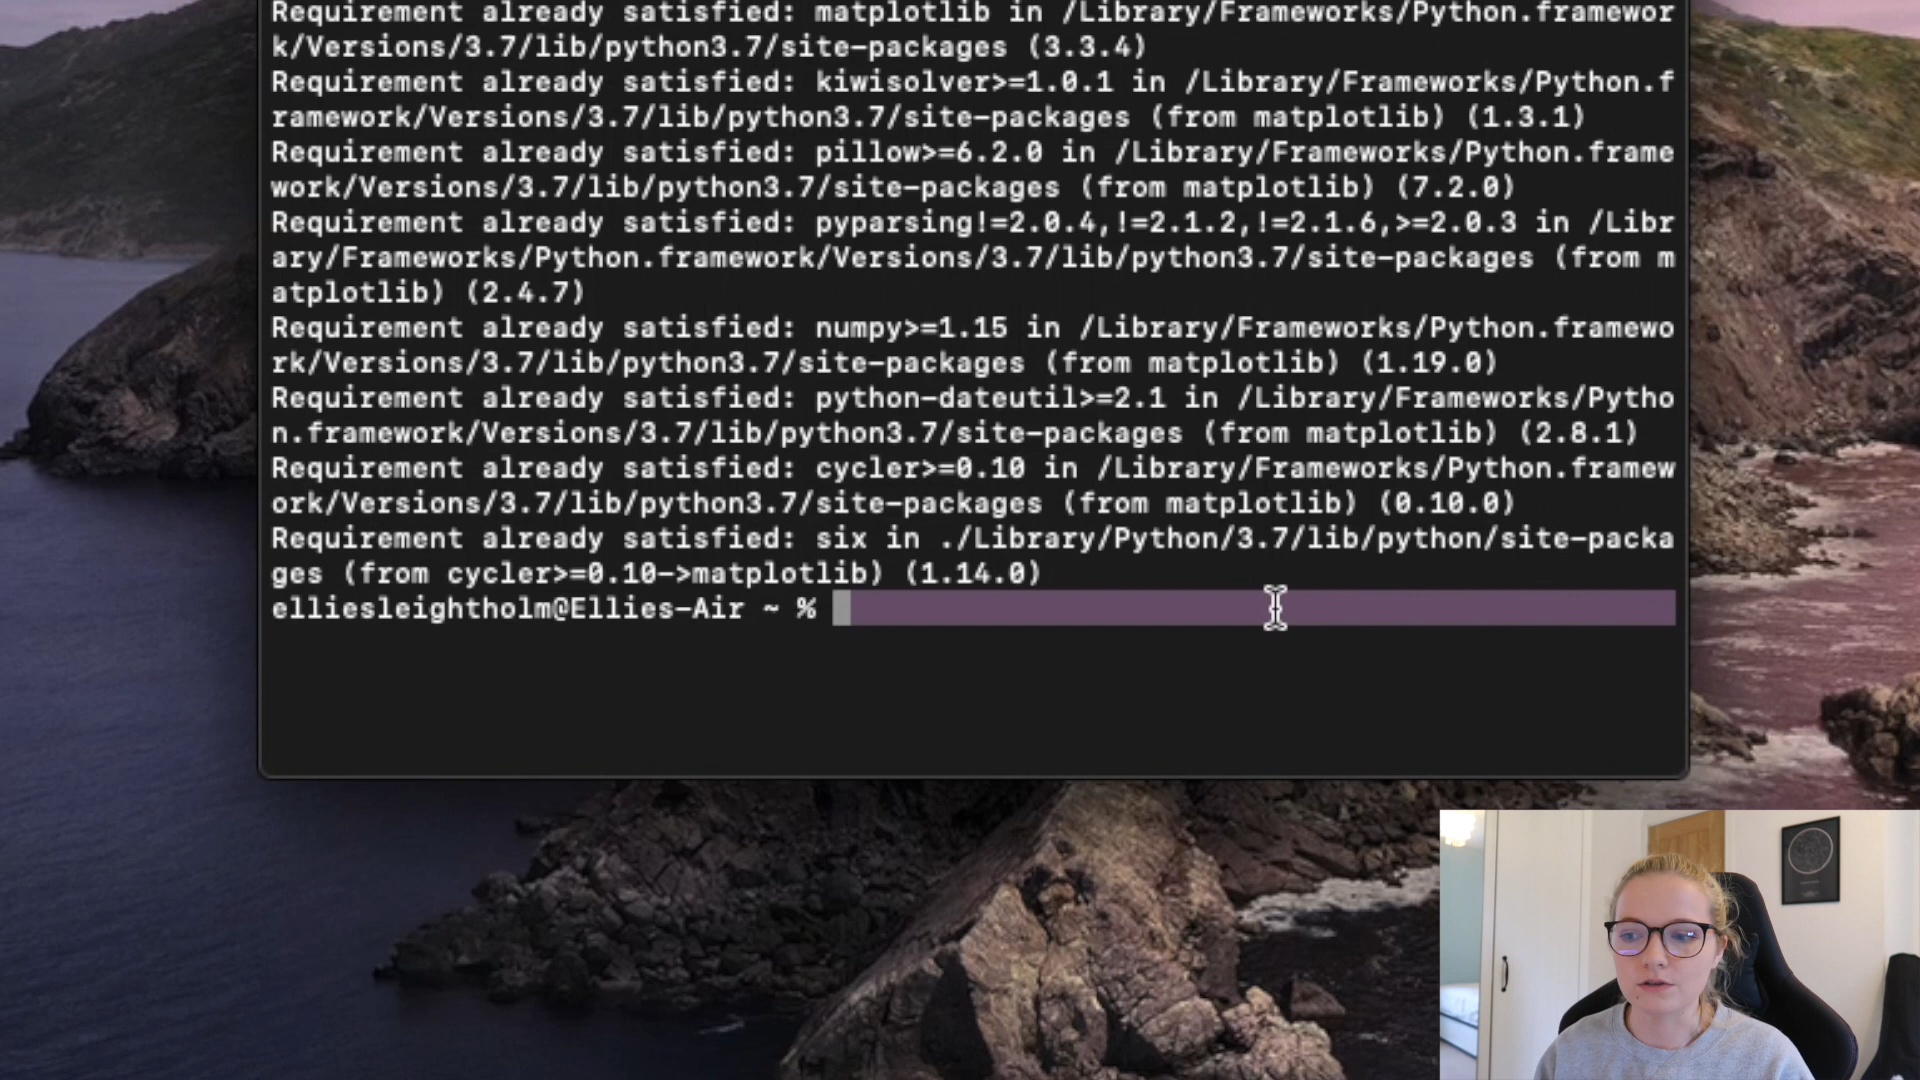 Requirement already satisfied: matplotlib in /Library/Frameworks/Python.framewor
k/Versions/3.7/lib/python3.7/site-packages (3.3.4)
Requirement already satisfied: kiwisolver>=1.0.1 in /Library/Frameworks/Python.f
ramework/Versions/3.7/lib/python3.7/site-packages (from matplotlib) (1.3.1)
Requirement already satisfied: pillow>=6.2.0 in /Library/Frameworks/Python.frame
work/Versions/3.7/lib/python3.7/site-packages (from matplotlib) (7.2.0)
Requirement already satisfied: pyparsing!=2.0.4,!=2.1.2,!=2.1.6,>=2.0.3 in /Libr
ary/Frameworks/Python.framework/Versions/3.7/lib/python3.7/site-packages (from m
atplotlib) (2.4.7)
Requirement already satisfied: numpy>=1.15 in /Library/Frameworks/Python.framewo
rk/Versions/3.7/lib/python3.7/site-packages (from matplotlib) (1.19.0)
Requirement already satisfied: python-dateutil>=2.1 in /Library/Frameworks/Pytho
n.framework/Versions/3.7/lib/python3.7/site-packages (from matplotlib) (2.8.1)
Requirement already satisfied: cycler>=0.10 in /Library/Frameworks/Python.framew
ork/Versions/3.7/lib/python3.7/site-packages (from matplotlib) (0.10.0)
Requirement already satisfied: six in ./Library/Python/3.7/lib/python/site-packa
ges (from cycler>=0.10->matplotlib) (1.14.0)
elliesleightholm@Ellies-Air ~ %